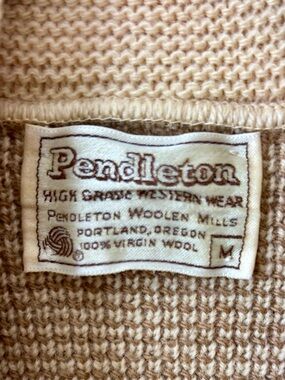 Pendleton
HIGH GRADE WESTERN WEAR
PENDLETON WOOLEN MILLS
PORTLAND, OREGON
100% VIRGIN WOOL
M
®